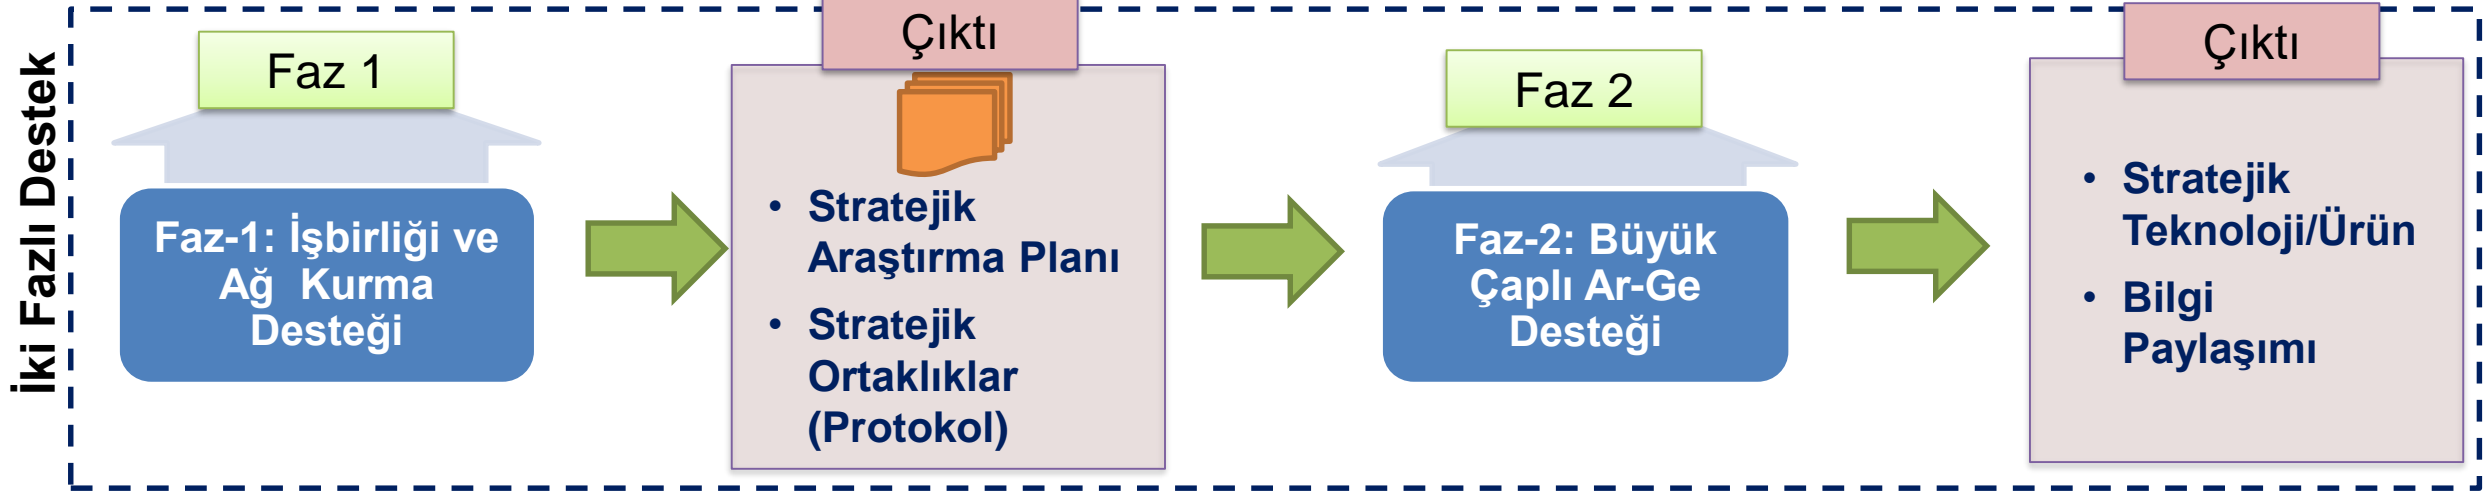 İki Fazlı Destek
Faz 1
Faz-1: İşbirliği ve
Ağ  Kurma
Desteği
Çıktı
• Stratejik
Araştırma Planı
• Stratejik
Ortaklıklar
(Protokol)
Faz 2
Faz-2: Büyük
Çaplı Ar-Ge
Desteği
Çıktı
• Stratejik
Teknoloji/Ürün
• Bilgi
Paylaşımı